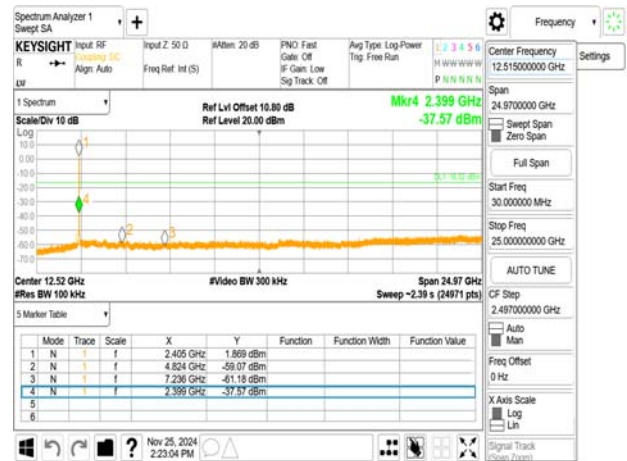 Spectrum Analyzer 1
Swept SA
Frequency
KEYSIGHT
R
Input: RF
Coupling: DC
Align: Auto
Input Z: 50 Ω
Freq Ref: Int (S)
#Atten: 20 dB
PNO: Fast
Gate: Off
IF Gain: Low
Sig Track: Off
Avg Type: Log-Power
Trig: Free Run
1 2 3 4 5 6
M W W W W W
P N N N N N
1 Spectrum
Scale/Div 10 dB
Ref Lvl Offset 10.80 dB
Ref Level 20.00 dBm
Mkr4 2.399 GHz
-37.57 dBm
Log
10.0
0.00
-10.0
-20.0
-30.0
-40.0
-50.0
-60.0
-70.0
1
4
2
3
Center 12.52 GHz
#Res BW 100 kHz
#Video BW 300 kHz
Span 24.97 GHz
Sweep ~2.39 s (24971 pts)
5 Marker Table
Mode Trace Scale X Y Function Function Width Function Value
1 N 1 f 2.405 GHz 1.869 dBm
2 N 1 f 4.824 GHz -59.07 dBm
3 N 1 f 7.236 GHz -61.18 dBm
4 N 1 f 2.399 GHz -37.57 dBm
5
6
?
Nov 25, 2024
2:23:04 PM
Center Frequency
12.515000000 GHz
Settings
Span
24.9700000 GHz
Swept Span
Zero Span
Full Span
Start Freq
30.000000 MHz
Stop Freq
25.000000000 GHz
AUTO TUNE
CF Step
2.497000000 GHz
Auto
Man
Freq Offset
0 Hz
X Axis Scale
Log
Lin
Signal Track
(Span Zoom)